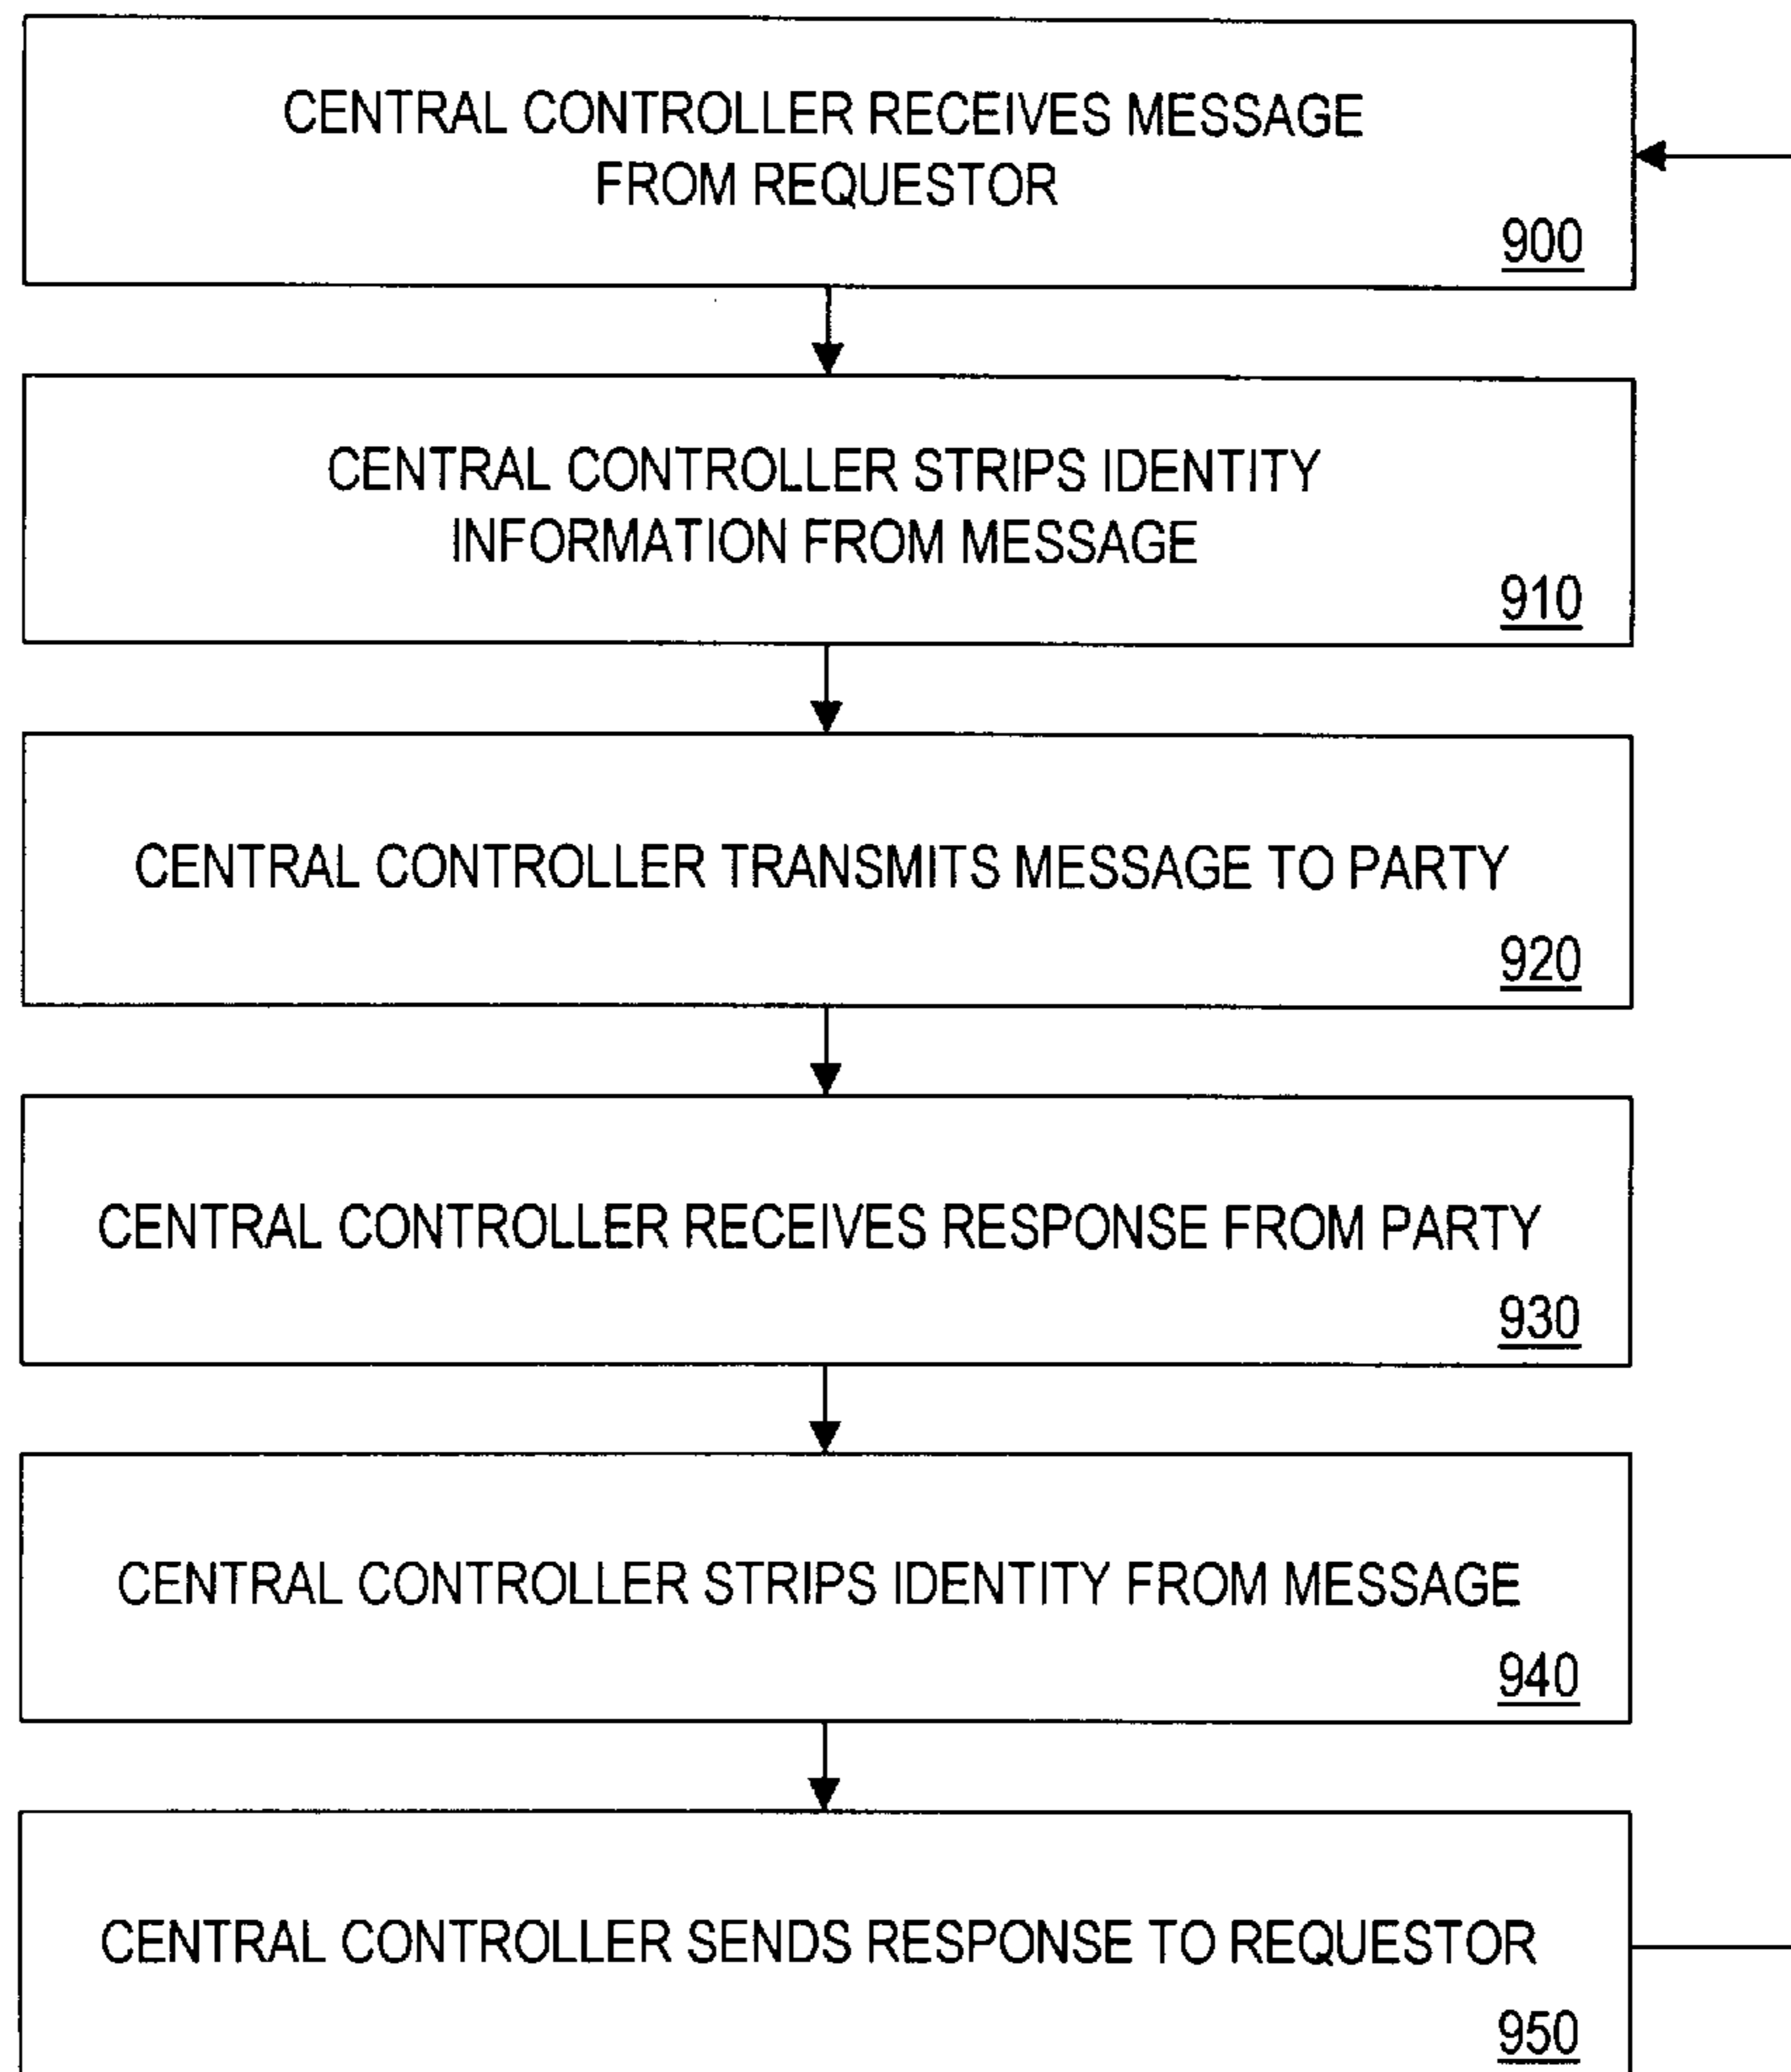 CENTRAL CONTROLLER RECEIVES MESSAGE
FROM REQUESTOR
900
CENTRAL CONTROLLER STRIPS IDENTITY
INFORMATION FROM MESSAGE
910
CENTRAL CONTROLLER TRANSMITS MESSAGE TO PARTY
920
CENTRAL CONTROLLER RECEIVES RESPONSE FROM PARTY
930
CENTRAL CONTROLLER STRIPS IDENTITY FROM MESSAGE
940
CENTRAL CONTROLLER SENDS RESPONSE TO REQUESTOR
950